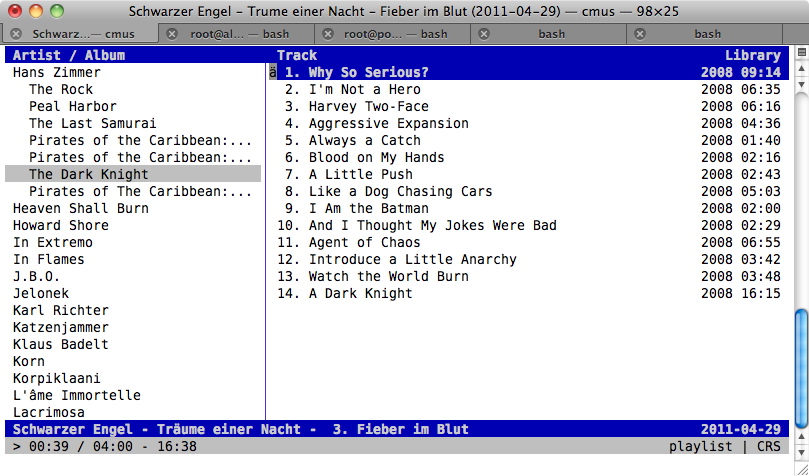 Schwarzer Engel - Trume einer Nacht - Fieber im Blut (2011-04-29) — cmus — 98×25
Schwarz...— cmus root@al... — bash root@po... — bash bash bash
Artist / Album Track Library
Hans Zimmer ä 1. Why So Serious? 2008 09:14
The Rock 2. I'm Not a Hero 2008 06:35
Peal Harbor 3. Harvey Two-Face 2008 06:16
The Last Samurai 4. Aggressive Expansion 2008 04:36
Pirates of the Caribbean:... 5. Always a Catch 2008 01:40
Pirates of the Caribbean:... 6. Blood on My Hands 2008 02:16
The Dark Knight 7. A Little Push 2008 02:43
Pirates of The Caribbean:... 8. Like a Dog Chasing Cars 2008 05:03
Heaven Shall Burn 9. I Am the Batman 2008 02:00
Howard Shore 10. And I Thought My Jokes Were Bad 2008 02:29
In Extremo 11. Agent of Chaos 2008 06:55
In Flames 12. Introduce a Little Anarchy 2008 03:42
J.B.O. 13. Watch the World Burn 2008 03:48
Jelonek 14. A Dark Knight 2008 16:15
Karl Richter
Katzenjammer
Klaus Badelt
Korn
Korpiklaani
L'âme Immortelle
Lacrimosa
Schwarzer Engel - Träume einer Nacht - 3. Fieber im Blut 2011-04-29
> 00:39 / 04:00 - 16:38 playlist | CRS